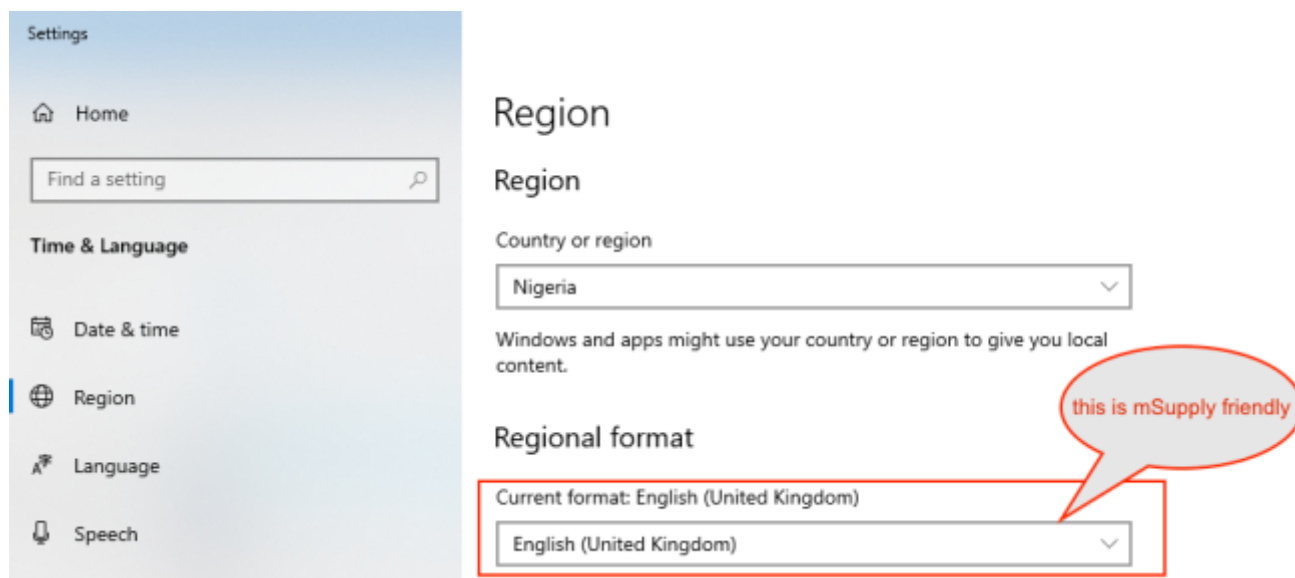 Settings
Home
Find a setting
Time & Language
Date & time
Region
Language
Speech
Region
Region
Country or region
Nigeria
Windows and apps might use your country or region to give you local
content.
this is mSupply friendly
Regional format
Current format: English (United Kingdom)
English (United Kingdom)